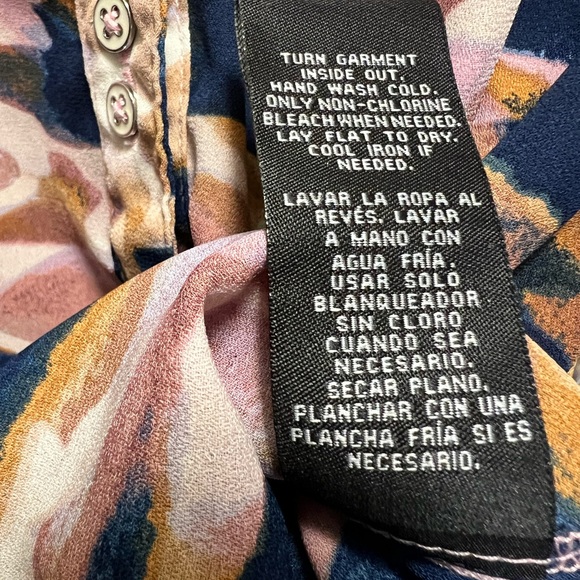 TURN GARMENT
INSIDE OUT.
HAND WASH COLD.
ONLY NON-CHLORINE
BLEACH WHEN NEEDED.
LAY FLAT TO DRY.
COOL IRON IF
NEEDED.
LAVAR LA ROPA AL
REVÉS. LAVAR
A MANO CON
AGUA FRÍA.
USAR SOLÓ
BLANQUEADOR
SIN CLORO
CUANDO SEA
NECESARIO.
SECAR PLANO.
PLANCHAR CON UNA
PLANCHA FRÍA SI ES
NECESARIO.